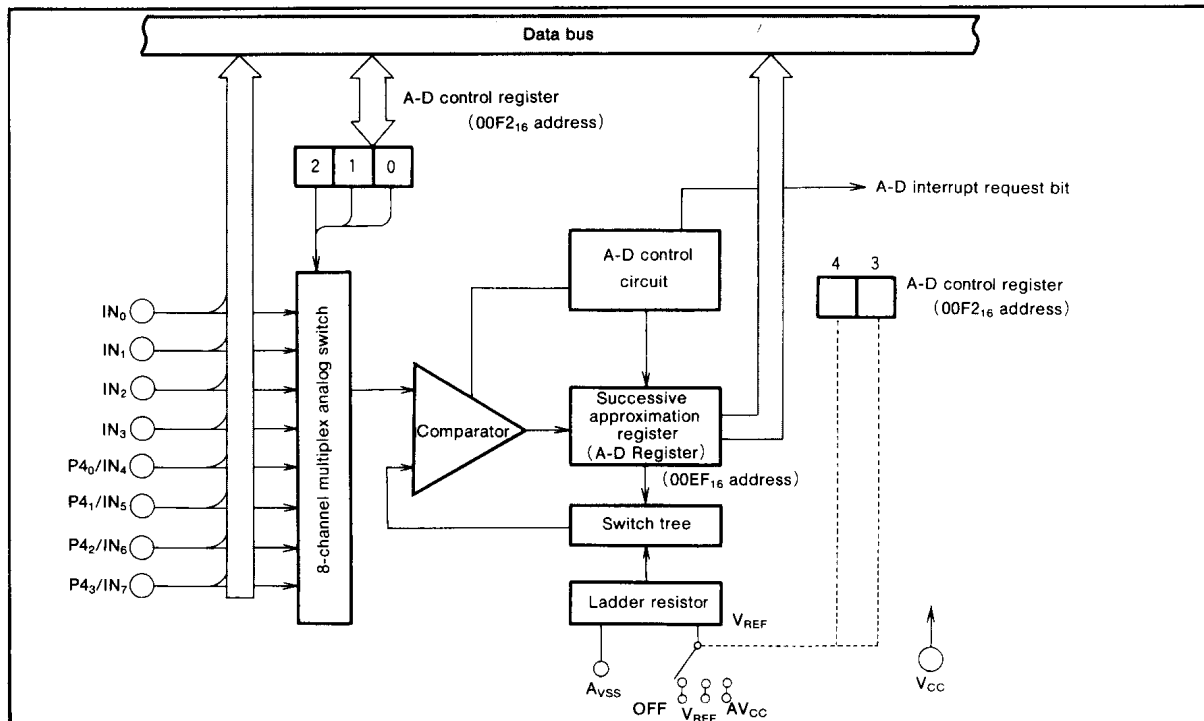 Data bus
A-D control register
(00F2₁₆ address)
2 1 0
A-D interrupt request bit
A-D control
circuit
4 3
A-D control register
(00F2₁₆ address)
IN₀
IN₁
IN₂
IN₃
P4₀/IN₄
P4₁/IN₅
P4₂/IN₆
P4₃/IN₇
8-channel multiplex analog switch
Comparator
Successive
approximation
register
(A-D Register)
(00EF₁₆ address)
Switch tree
Ladder resistor
V_REF
A_VSS
OFF V_REF AV_CC
V_CC